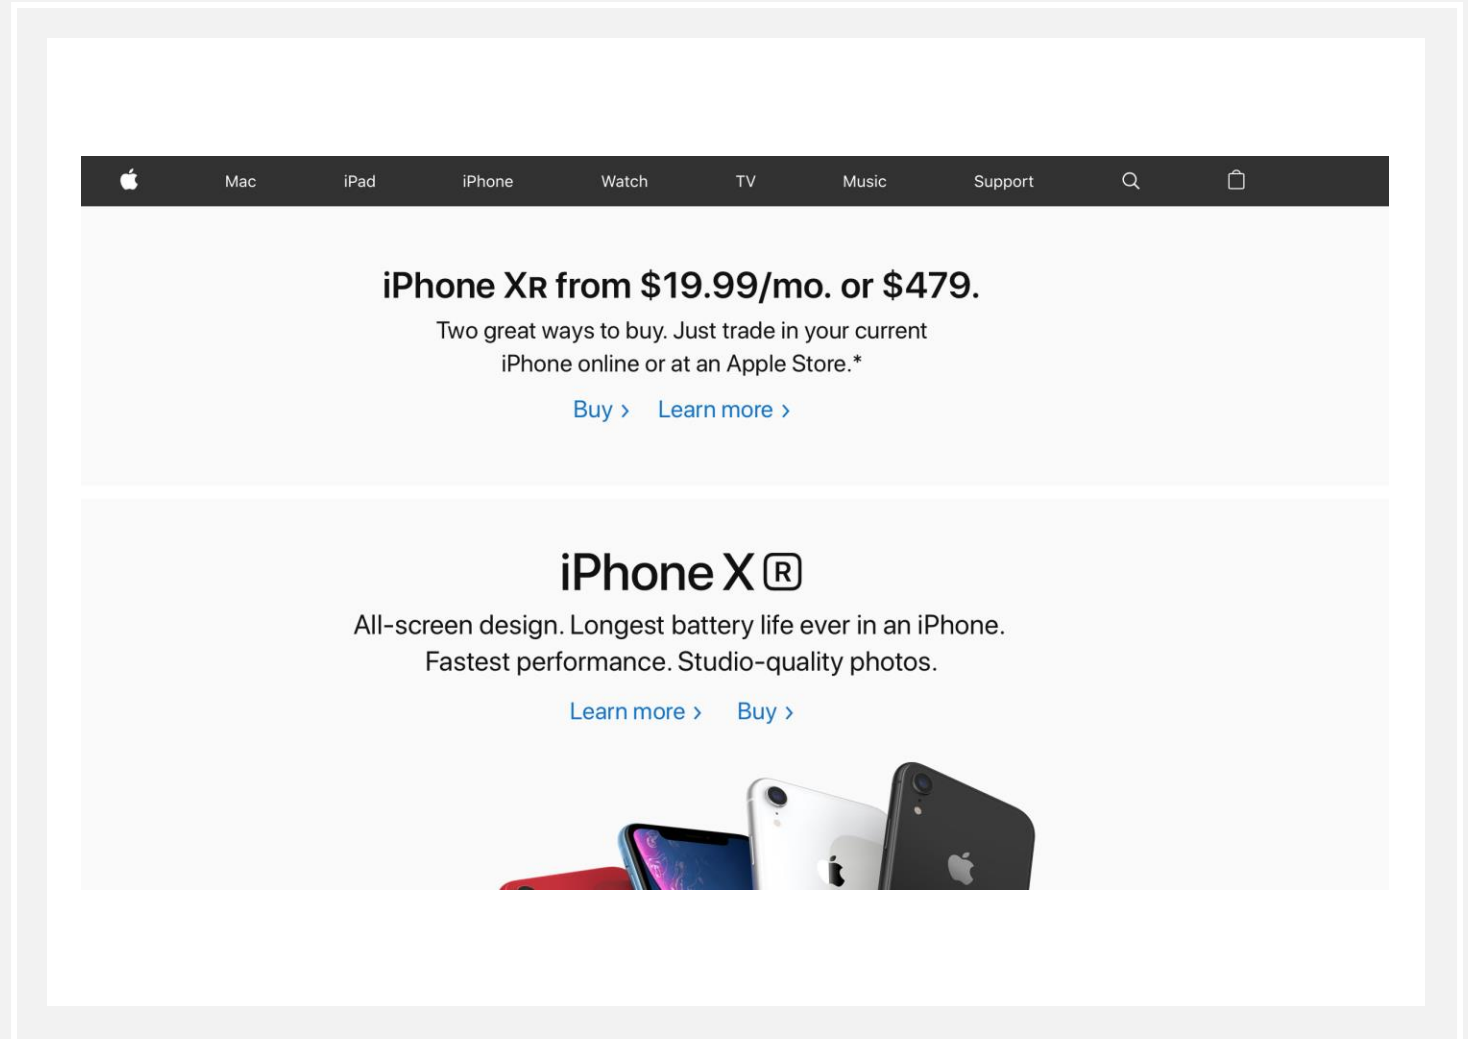 Mac iPad iPhone Watch TV Music Support
iPhone XR from $19.99/mo. or $479.
Two great ways to buy. Just trade in your current
iPhone online or at an Apple Store.*
Buy › Learn more ›
iPhone X R
All-screen design. Longest battery life ever in an iPhone.
Fastest performance. Studio-quality photos.
Learn more › Buy ›